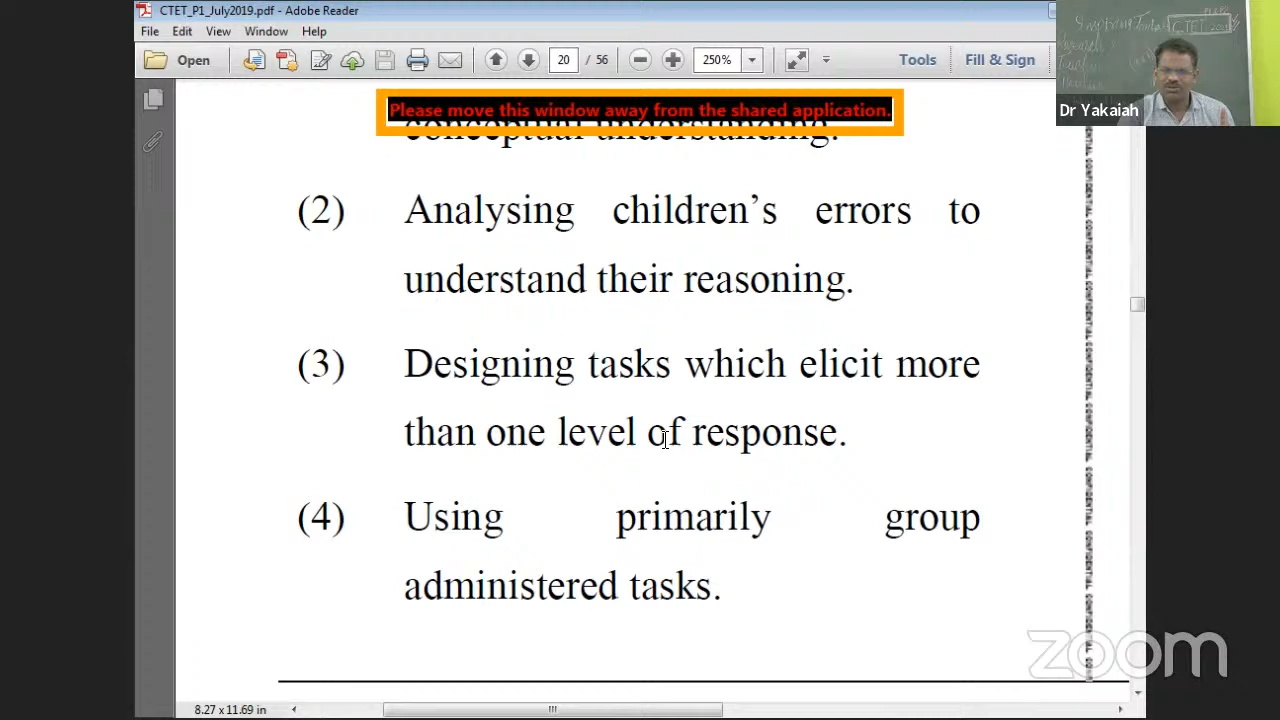 CTET_P1_July2019.pdf - Adobe Reader
File Edit View Window Help
Open 20 / 56 250% Tools Fill & Sign
Please move this window away from the shared application.
conceptual understanding.
(2) Analysing children’s errors to
understand their reasoning.
(3) Designing tasks which elicit more
than one level of response.
(4) Using primarily group
administered tasks.
8.27 x 11.69 in
CTET
Dr Yakaiah
zoom